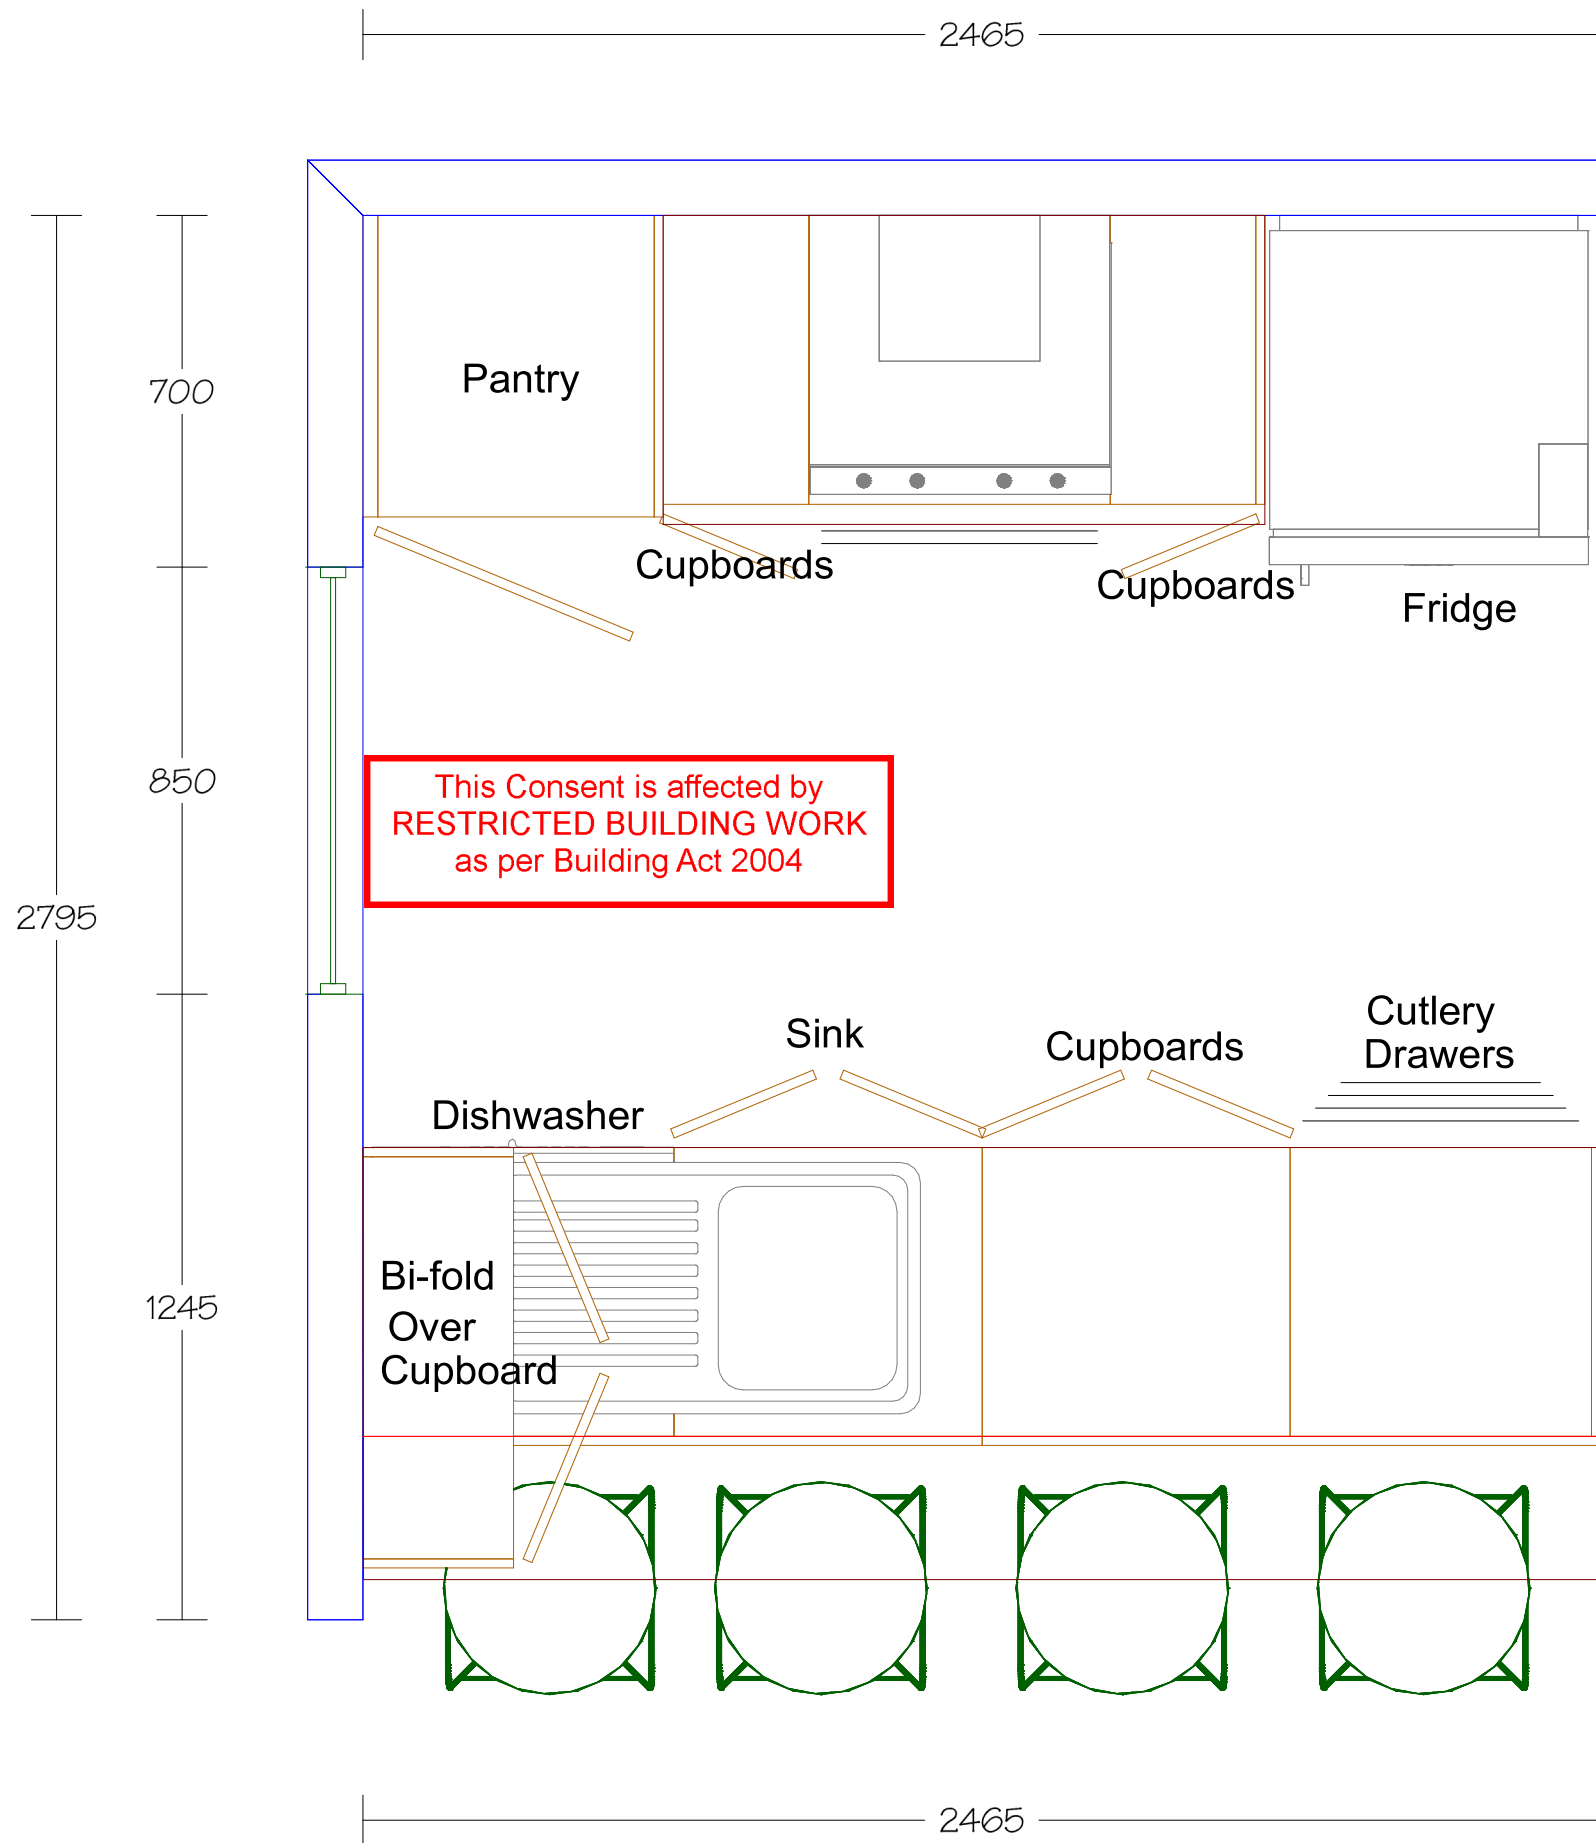 2465
Pantry
700
Cupboards
Cupboards
Fridge
850
This Consent is affected by
RESTRICTED BUILDING WORK
as per Building Act 2004
2795
Sink
Cupboards
Cutlery
Drawers
Dishwasher
Bi-fold
Over
Cupboard
1245
2465